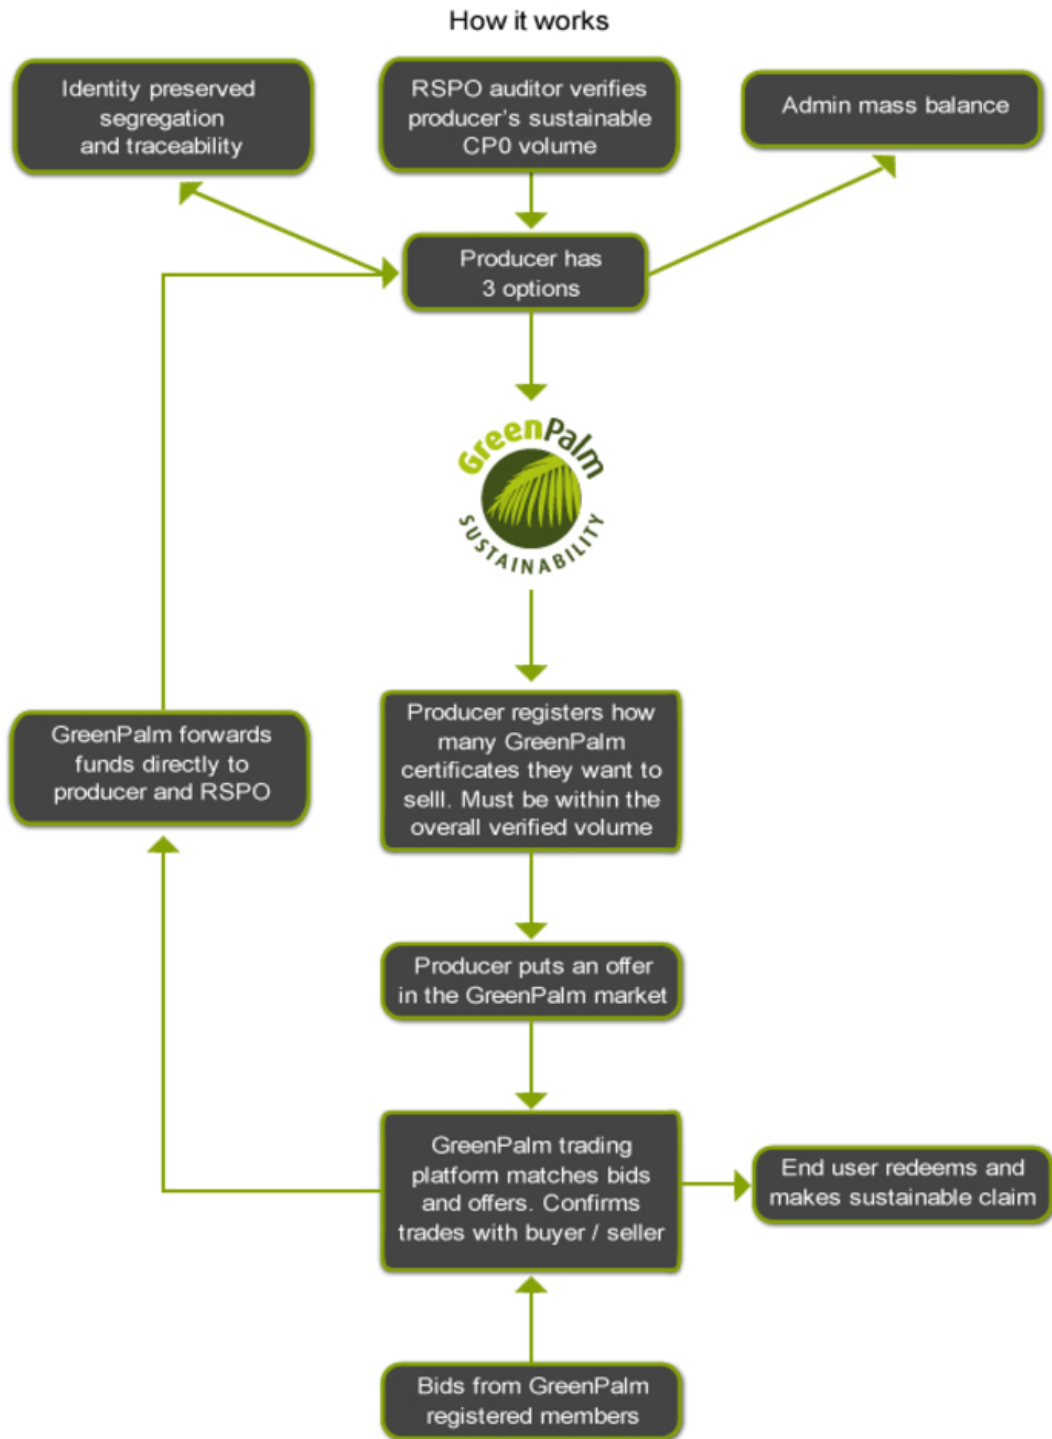 How it works
Identity preserved
segregation
and traceability
RSPO auditor verifies
producer's sustainable
CP0 volume
Admin mass balance
Producer has
3 options
GreenPalm
SUSTAINABILITY
Producer registers how
many GreenPalm
certificates they want to
selll. Must be within the
overall verified volume
GreenPalm forwards
funds directly to
producer and RSPO
Producer puts an offer
in the GreenPalm market
GreenPalm trading
platform matches bids
and offers. Confirms
trades with buyer / seller
End user redeems and
makes sustainable claim
Bids from GreenPalm
registered members